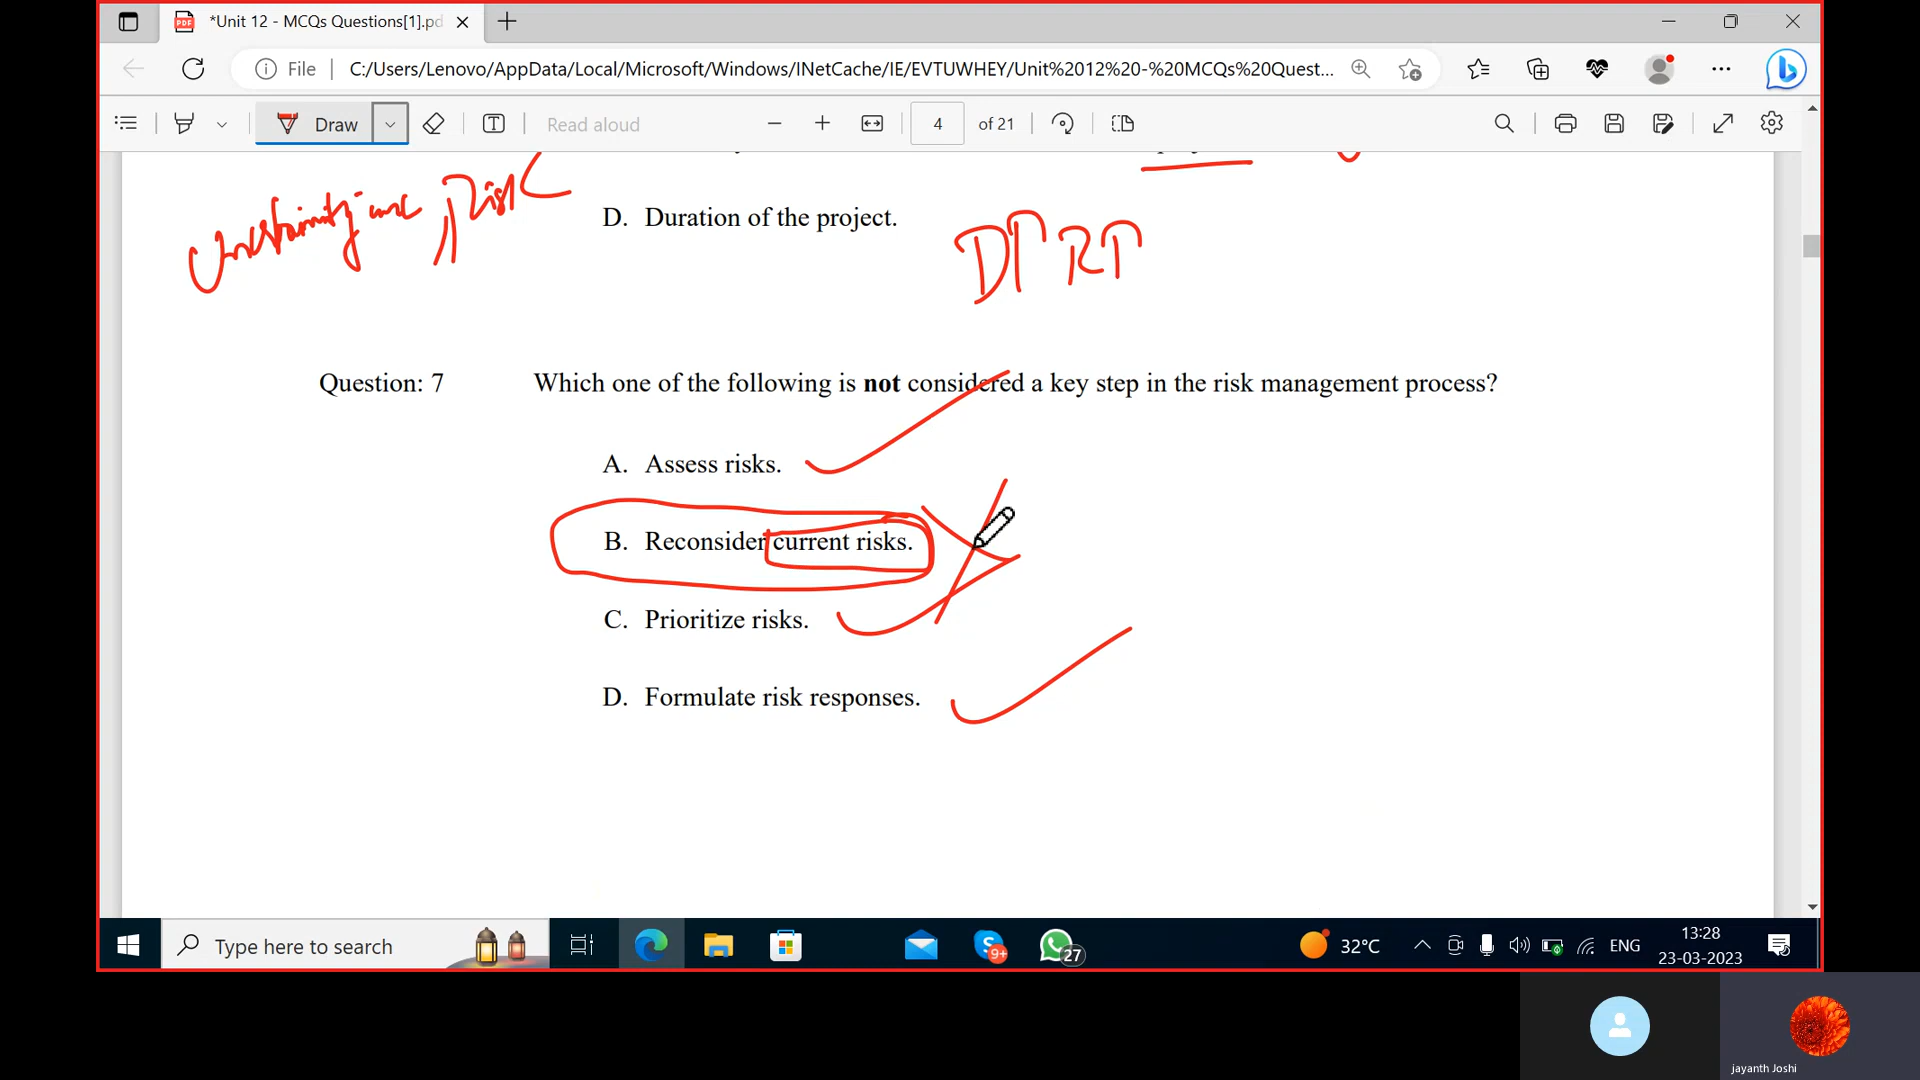 *Unit 12 - MCQs Questions[1].pd
File C:/Users/Lenovo/AppData/Local/Microsoft/Windows/INetCache/IE/EVTUWHEY/Unit%2012%20-%20MCQs%20Quest...
Draw Read aloud 4 of 21
Risk
D. Duration of the project.
D↑ R↑
Question: 7 Which one of the following is not considered a key step in the risk management process?
A. Assess risks.
B. Reconsider current risks.
C. Prioritize risks.
D. Formulate risk responses.
Type here to search
9+
27
32°C
ENG
13:28
23-03-2023
jayanth Joshi